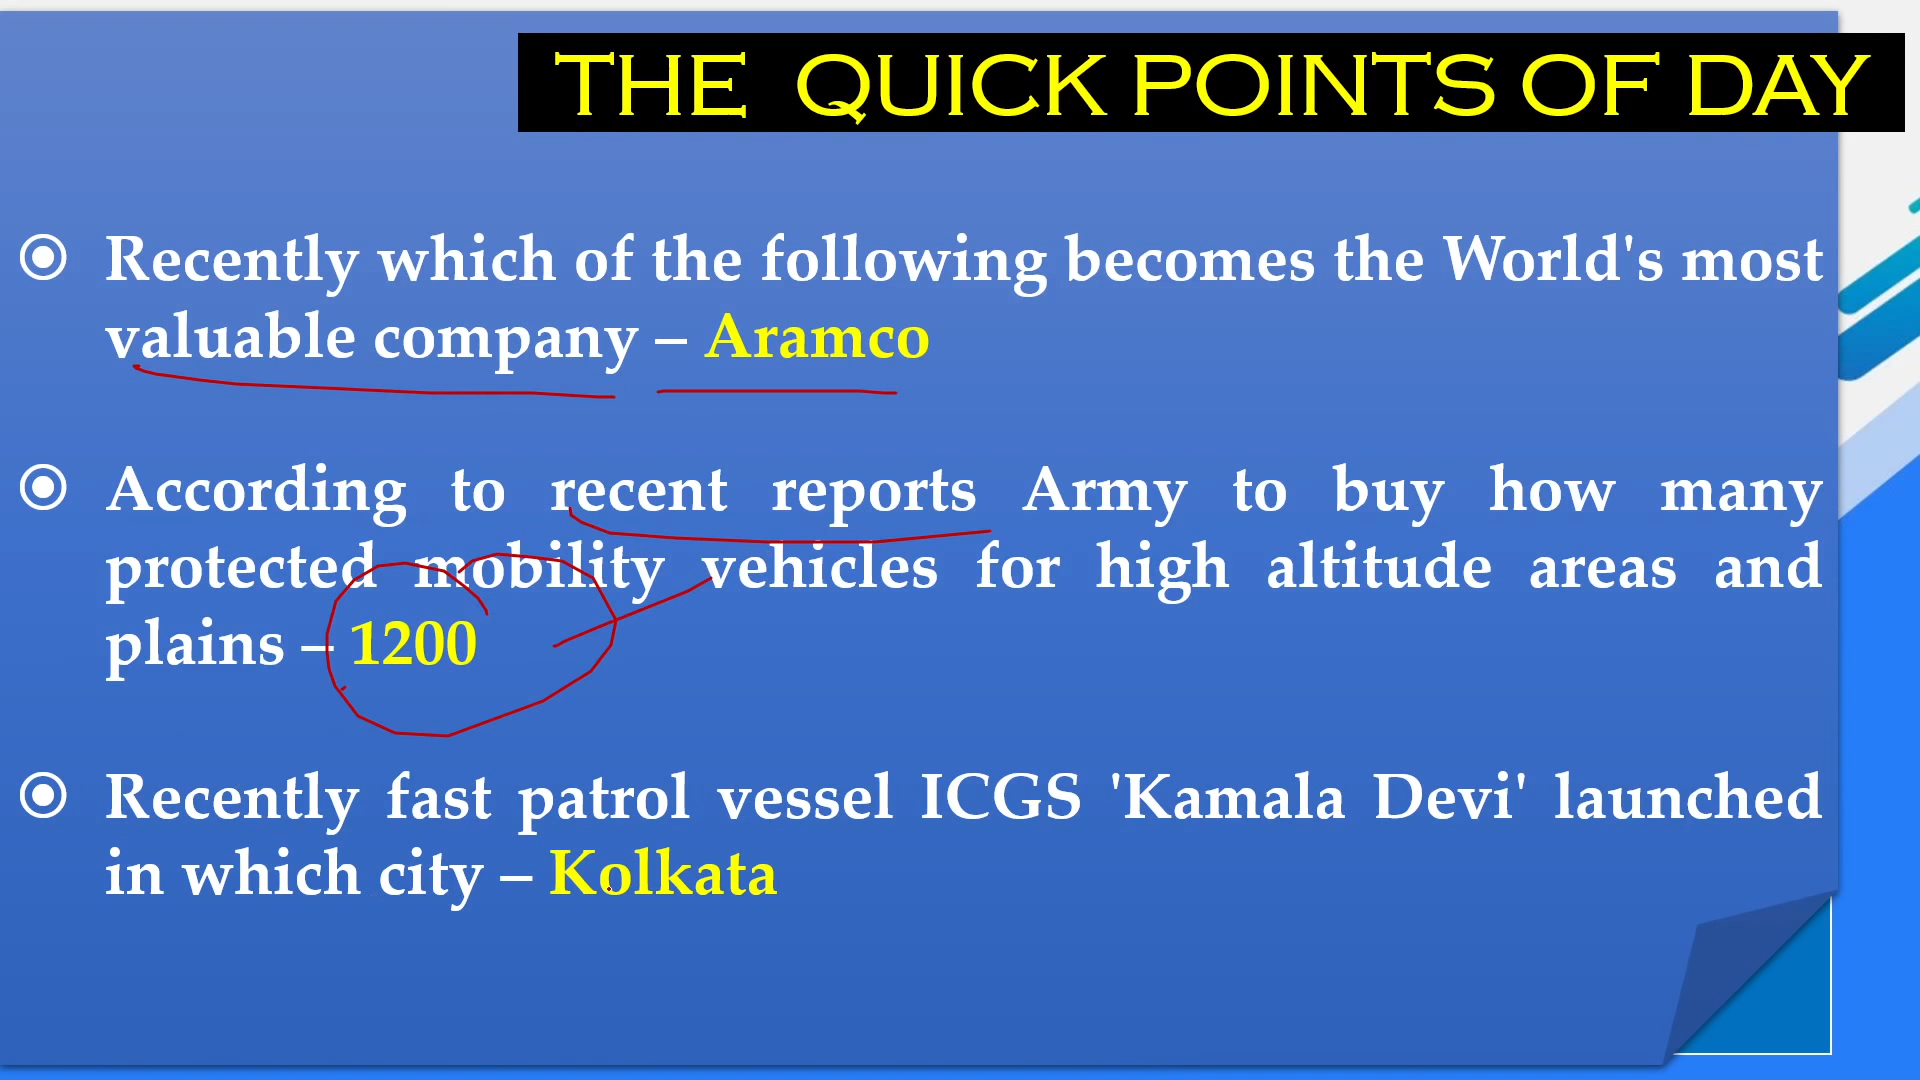 THE QUICK POINTS OF DAY
Recently which of the following becomes the World's most
valuable company – Aramco
According to recent reports Army to buy how many
protected mobility vehicles for high altitude areas and
plains – 1200
Recently fast patrol vessel ICGS 'Kamala Devi' launched
in which city – Kolkata